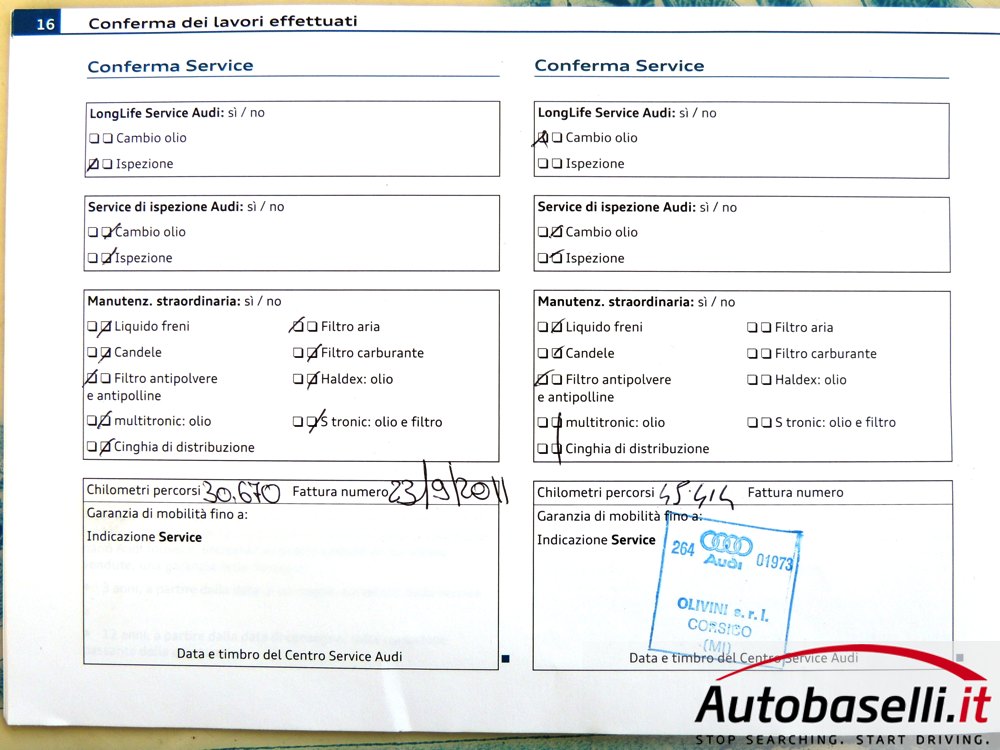 16 Conferma dei lavori effettuati
Conferma Service
LongLife Service Audi: sì / no
Cambio olio
Ispezione
Service di ispezione Audi: sì / no
Cambio olio
Ispezione
Manutenz. straordinaria: sì / no
Liquido freni Filtro aria
Candele Filtro carburante
Filtro antipolvere Haldex: olio
e antipolline
multitronic: olio S tronic: olio e filtro
Cinghia di distribuzione
Chilometri percorsi 30.670 Fattura numero 23/9/2011
Garanzia di mobilità fino a:
Indicazione Service
Data e timbro del Centro Service Audi
Conferma Service
LongLife Service Audi: sì / no
Cambio olio
Ispezione
Service di ispezione Audi: sì / no
Cambio olio
Ispezione
Manutenz. straordinaria: sì / no
Liquido freni Filtro aria
Candele Filtro carburante
Filtro antipolvere Haldex: olio
e antipolline
multitronic: olio S tronic: olio e filtro
Cinghia di distribuzione
Chilometri percorsi 45.414 Fattura numero
Garanzia di mobilità fino a:
Indicazione Service
264 Audi 01973
OLIVINI s.r.l.
CORSICO
(MI)
Data e timbro del Centro Service Audi
Autobaselli.it
STOP SEARCHING. START DRIVING.